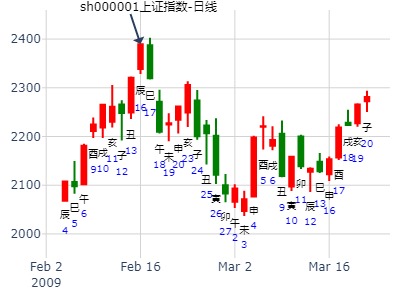 sh000001上证指数-日线
2400
2300
2200
2100
2000
辰
4
巳
5
午
6
酉
9
戌
10
亥
11
子
12
丑
13
辰
16
巳
17
午
18
未
19
申
20
亥
23
子
24
丑
25
寅
26
卯
27
午
2
未
3
申
4
酉
5
戌
6
丑
9
寅
10
卯
11
辰
12
巳
13
申
16
酉
17
戌
18
亥
19
子
20
Feb 2
2009
Feb 16
Mar 2
Mar 16